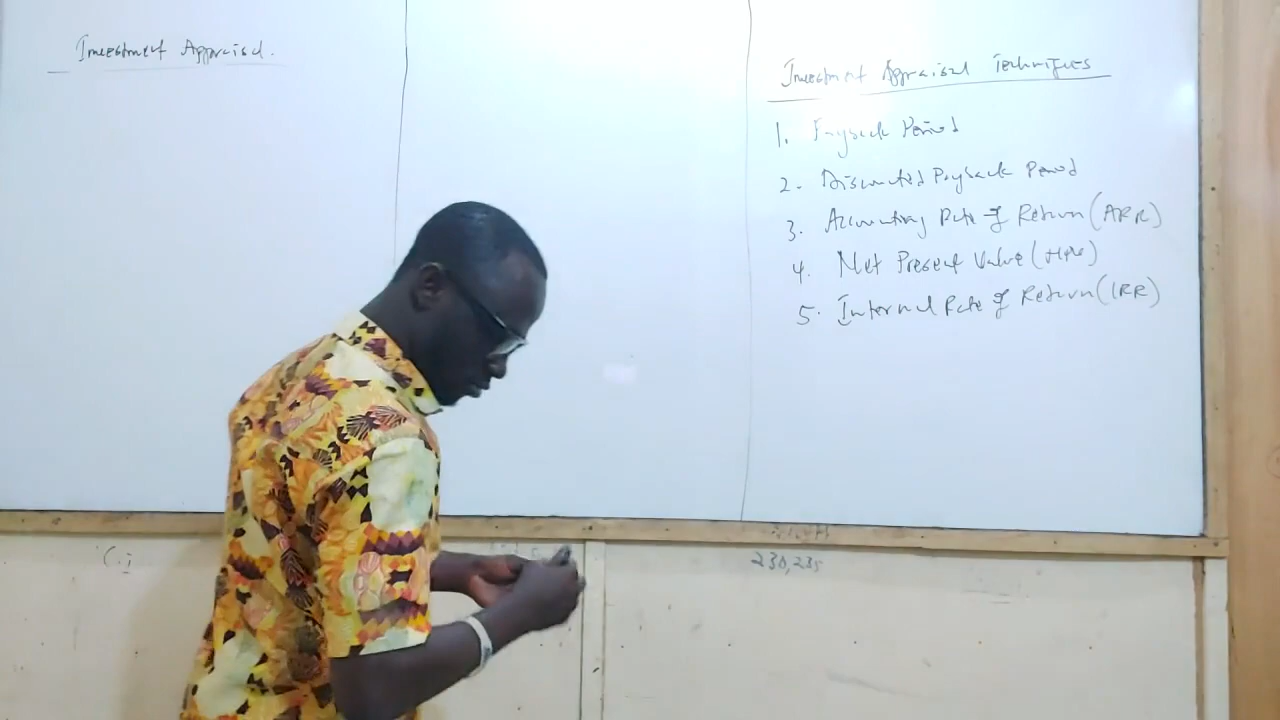 Investment Appraisal.
Investment Appraisal Techniques
1. Payback Period
2. Discounted Payback Period
3. Accounting Rate of Return (ARR)
4. Net Present Value (NPV)
5. Internal Rate of Return (IRR)
230,235